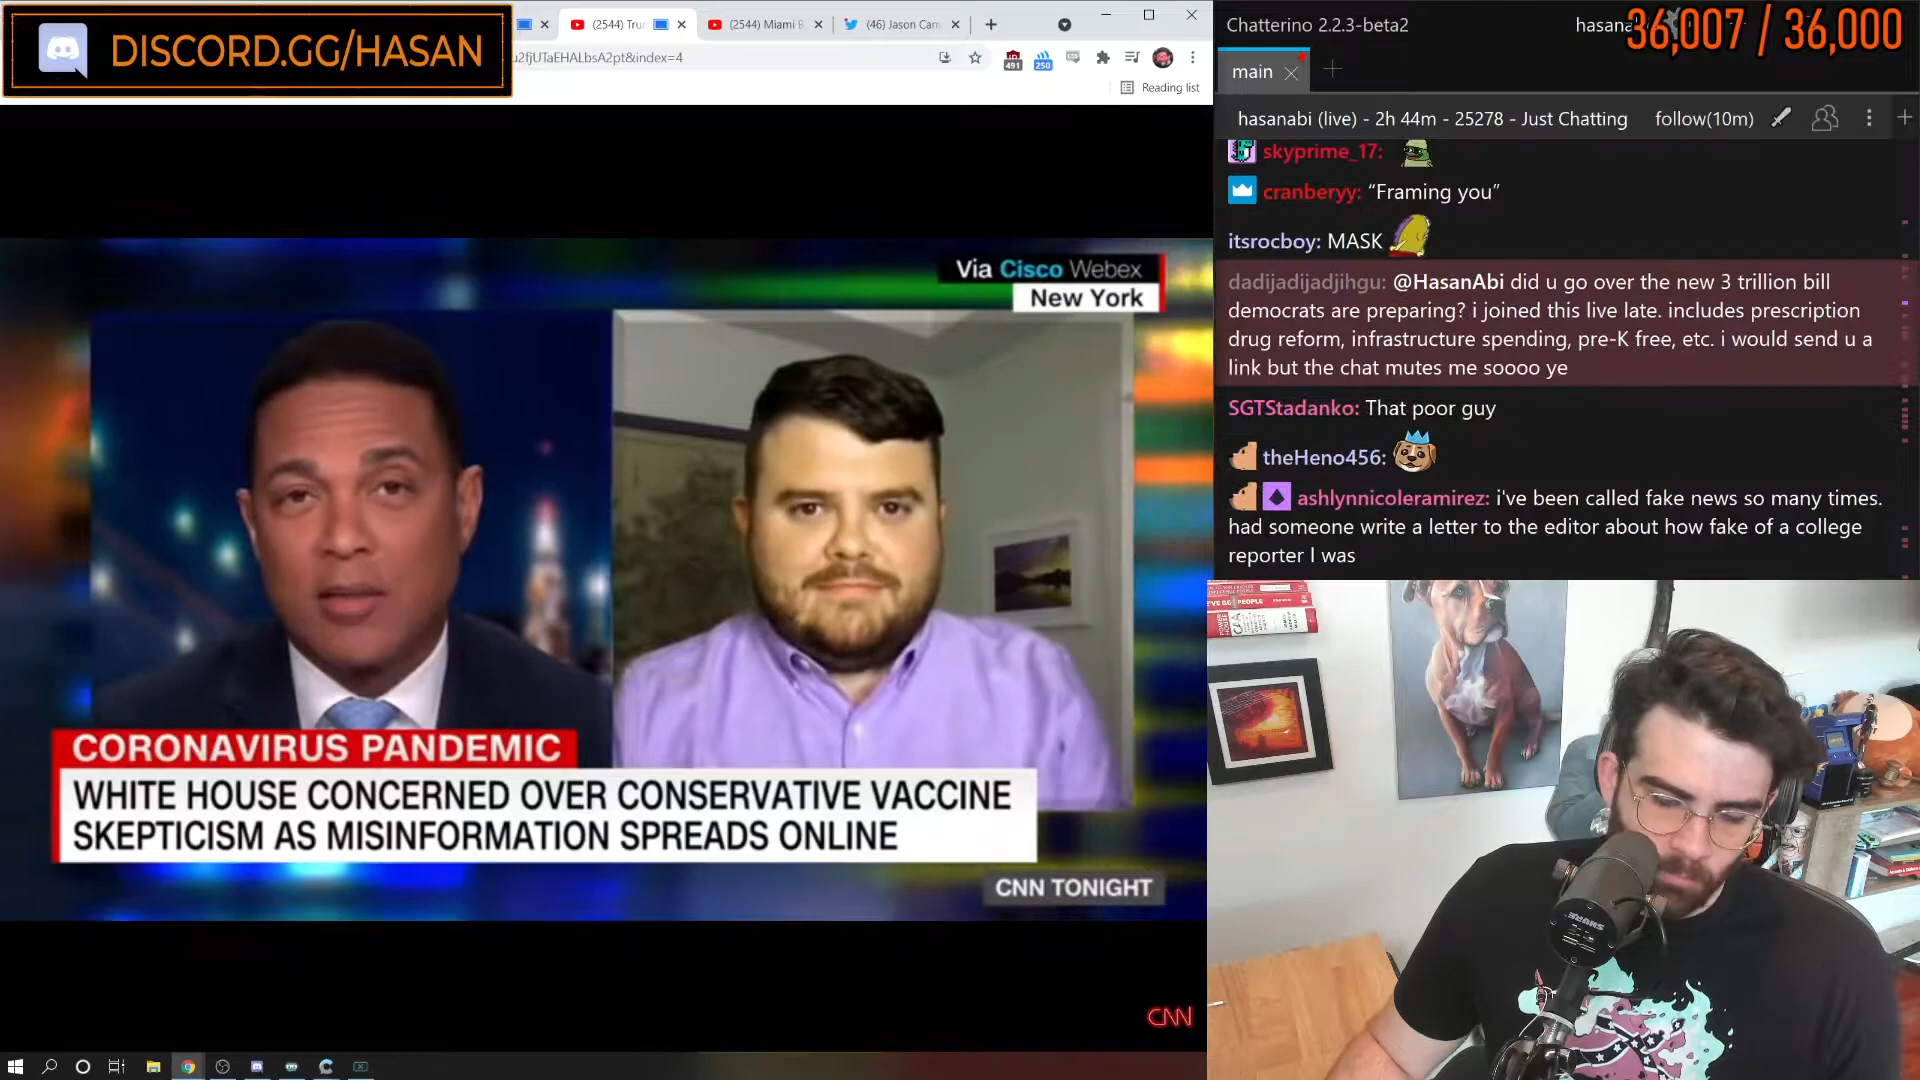 DISCORD.GG/HASAN
(2544) Tru
(2544) Miami B
(46) Jason Cam
u2fjUTaEHALbsA2pt&index=4
491
250
Reading list
Via Cisco Webex
New York
CORONAVIRUS PANDEMIC
WHITE HOUSE CONCERNED OVER CONSERVATIVE VACCINE
SKEPTICISM AS MISINFORMATION SPREADS ONLINE
CNN TONIGHT
CNN
Chatterino 2.2.3-beta2
hasana
36,007 / 36,000
main
hasanabi (live) - 2h 44m - 25278 - Just Chatting
follow(10m)
skyprime_17:
cranberyy: “Framing you”
itsrocboy: MASK
dadijadijadjihgu: @HasanAbi did u go over the new 3 trillion bill
democrats are preparing? i joined this live late. includes prescription
drug reform, infrastructure spending, pre-K free, etc. i would send u a
link but the chat mutes me soooo ye
SGTStadanko: That poor guy
theHeno456:
ashlynnicoleramirez: i've been called fake news so many times.
had someone write a letter to the editor about how fake of a college
reporter I was
PEOPLE
SHURE